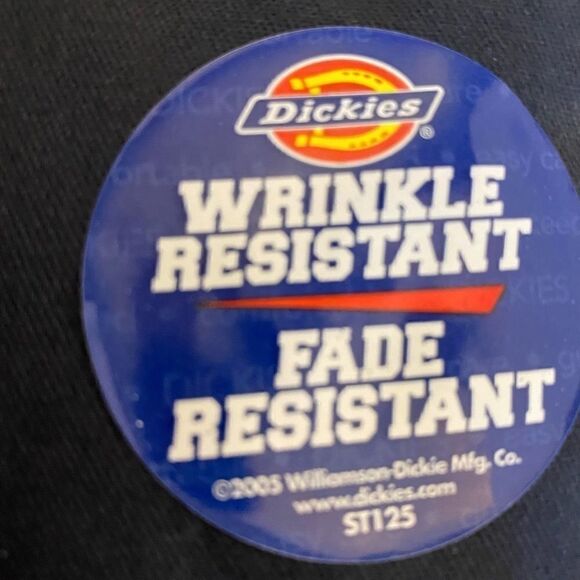 Dickies
®
WRINKLE
RESISTANT
FADE
RESISTANT
©2005 Williamson-Dickie Mfg. Co.
www.dickies.com
ST125